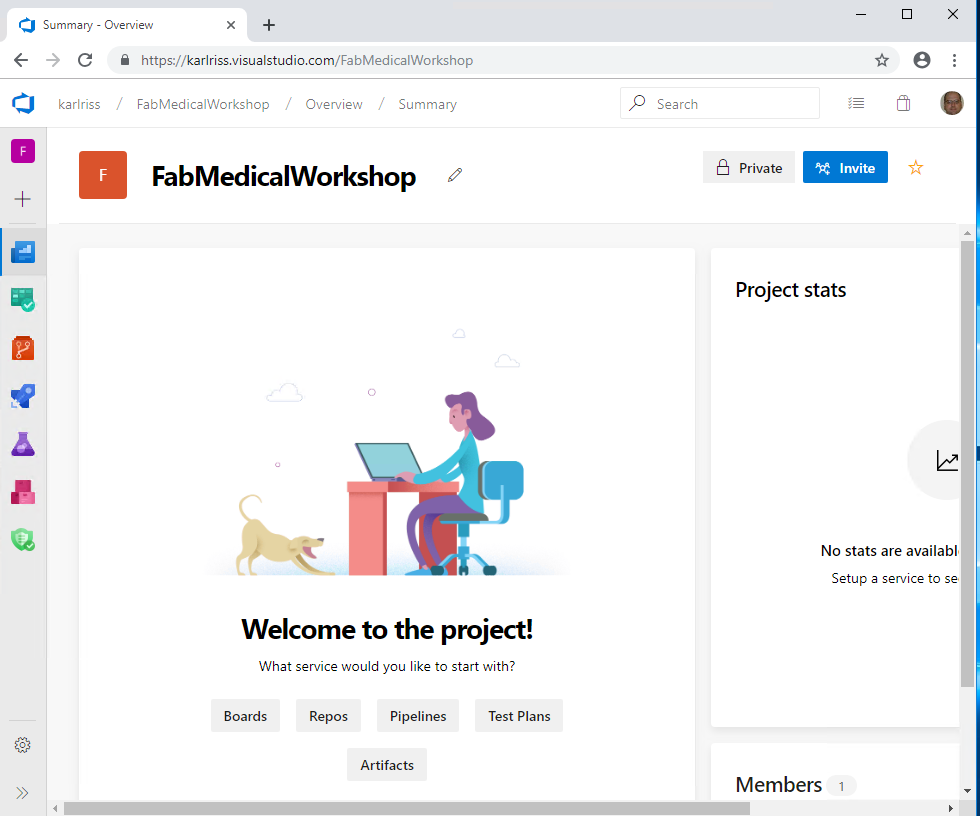 Summary - Overview
https://karlriss.visualstudio.com/FabMedicalWorkshop
karlriss / FabMedicalWorkshop / Overview / Summary
Search
F
F
FabMedicalWorkshop
Private
Invite
Project stats
No stats are availabl
Setup a service to se
Welcome to the project!
What service would you like to start with?
Boards Repos Pipelines Test Plans
Artifacts
Members 1